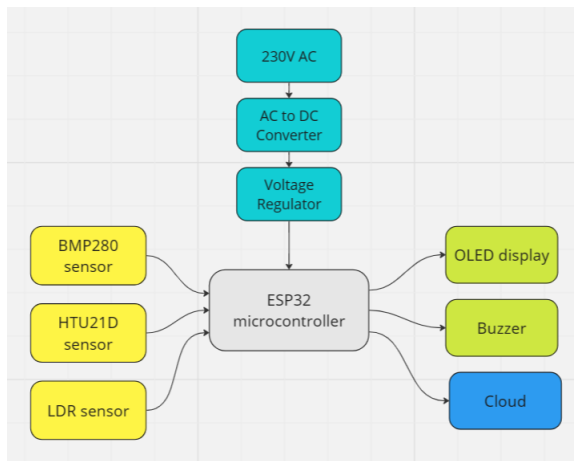 230V AC
AC to DC
Converter
Voltage
Regulator
BMP280
sensor
HTU21D
sensor
LDR sensor
ESP32
microcontroller
OLED display
Buzzer
Cloud